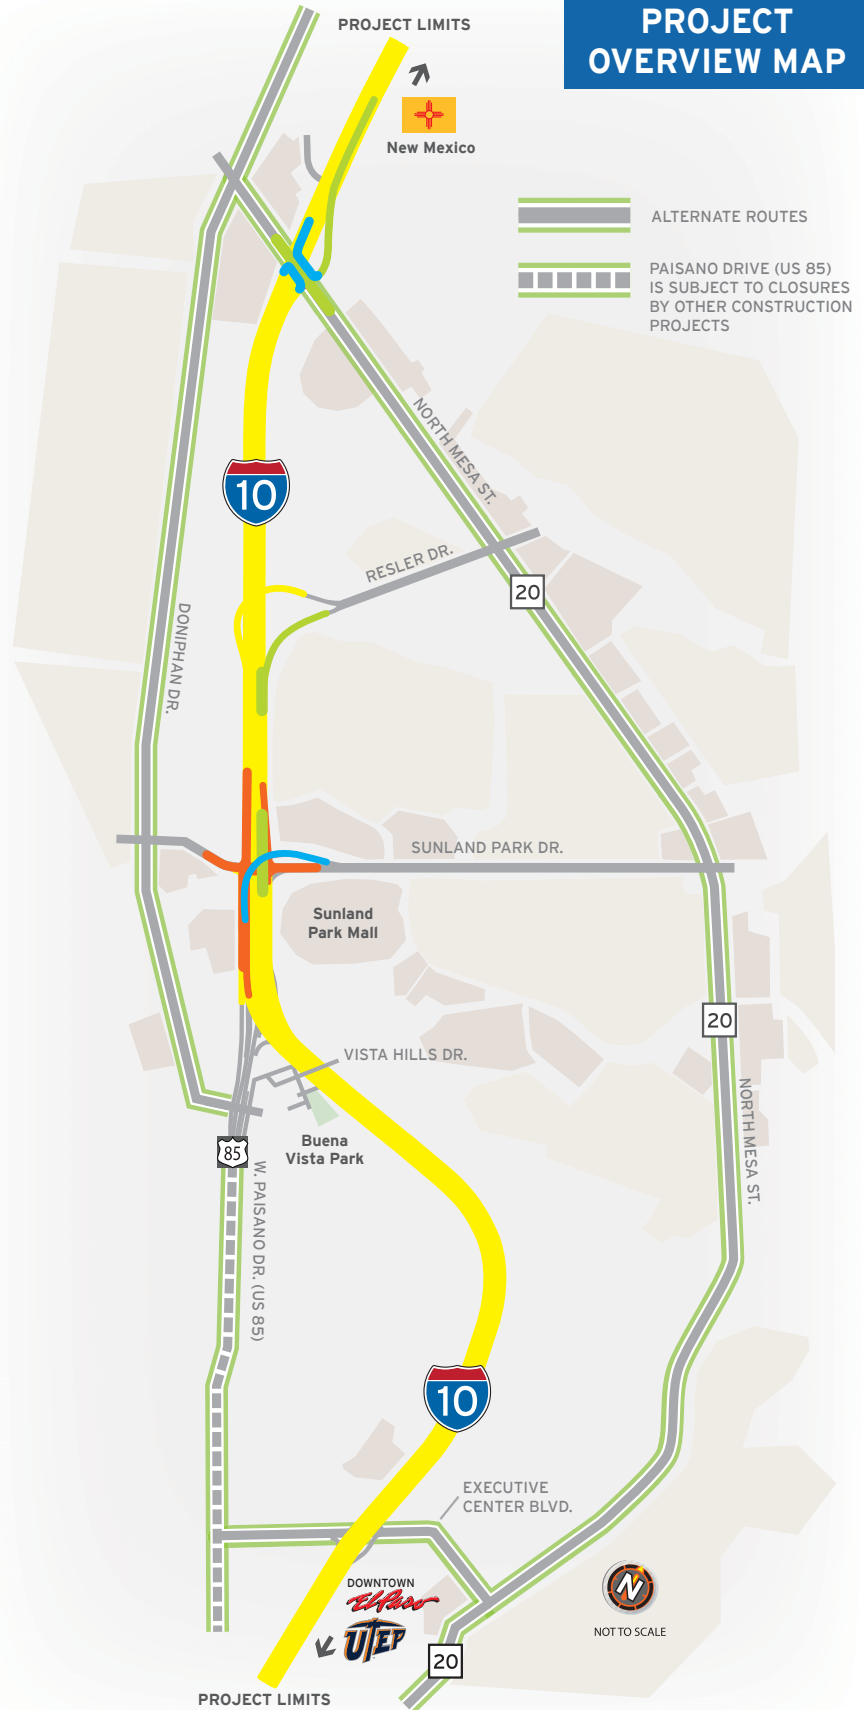 PROJECT
OVERVIEW MAP
PROJECT LIMITS
New Mexico
ALTERNATE ROUTES
PAISANO DRIVE (US 85)
IS SUBJECT TO CLOSURES
BY OTHER CONSTRUCTION
PROJECTS
NORTH MESA ST.
10
RESLER DR.
20
DONIPHAN DR.
SUNLAND PARK DR.
Sunland
Park Mall
20
VISTA HILLS DR.
NORTH MESA ST.
Buena
Vista Park
85
W. PAISANO DR. (US 85)
10
EXECUTIVE
CENTER BLVD.
DOWNTOWN
El Paso
UTEP
N
NOT TO SCALE
20
PROJECT LIMITS